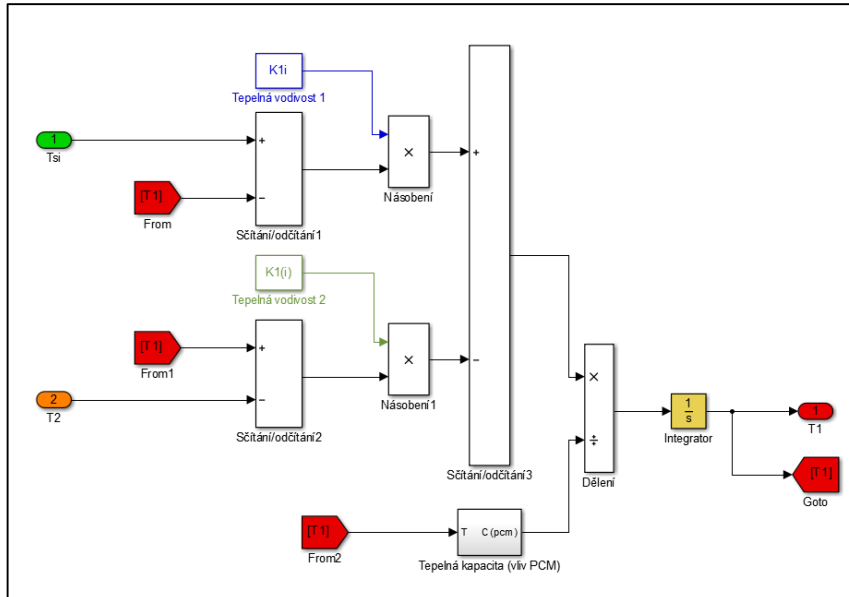 K1i
Tepelná vodivost 1
1
Tsi
+
−
[T1]
From
Sčítání/odčítání1
×
Násobení
+
−
K1(i)
Tepelná vodivost 2
[T1]
From1
+
−
2
T2
Sčítání/odčítání2
×
Násobení1
Sčítání/odčítání3
×
÷
Dělení
1
s
Integrator
1
T1
[T1]
Goto
[T1]
From2
T C(pcm)
Tepelná kapacita (vliv PCM)